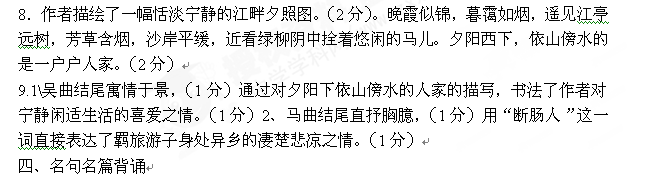 8．作者描绘了一幅恬淡宁静的江畔夕照图。（2分）。晚霞似锦，暮霭如烟，遥见江亭
远树，芳草含烟，沙岸平缓，近看绿柳阴中拴着悠闲的马儿。夕阳西下，依山傍水的
是一户户人家。（2分）
9.1\吴曲结尾寓情于景，（1分）通过对夕阳下依山傍水的人家的描写，书法了作者对
宁静闲适生活的喜爱之情。（1分）2、马曲结尾直抒胸臆，（1分）用“断肠人”这一
词直接表达了羁旅游子身处异乡的凄楚悲凉之情。（1分）
四、名句名篇背诵